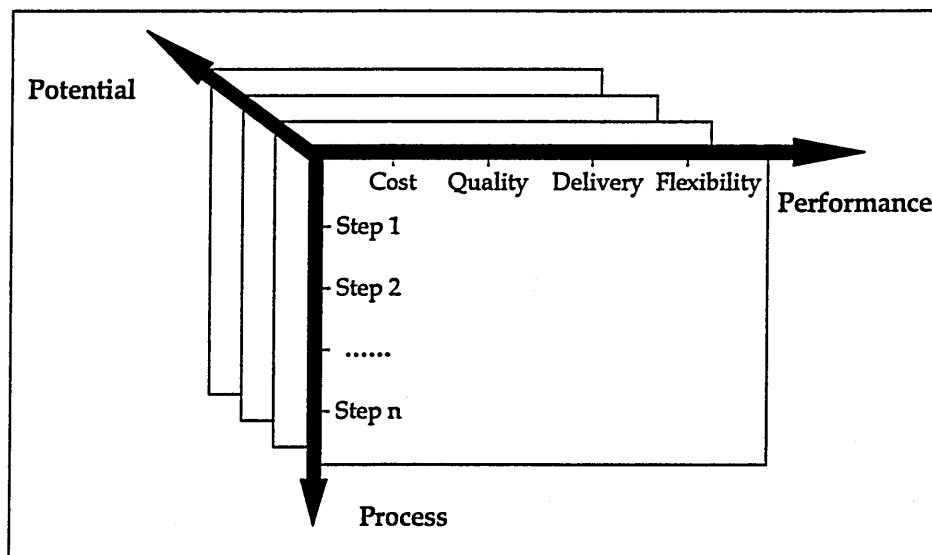 Potential
Cost Quality Delivery Flexibility
Performance
Step 1
Step 2
......
Step n
Process